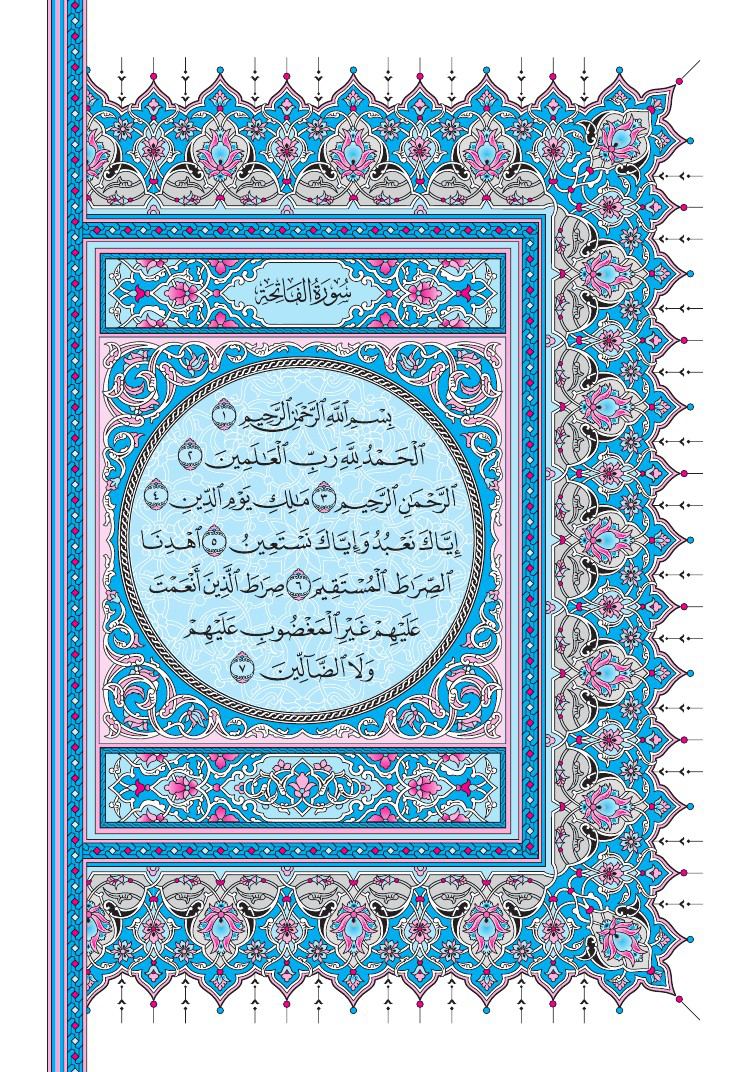 سُورَةُ الفَاتِحَةِ
بِسْمِ ٱللَّهِ ٱلرَّحْمَٰنِ ٱلرَّحِيمِ ١
ٱلْحَمْدُ لِلَّهِ رَبِّ ٱلْعَٰلَمِينَ ٢
ٱلرَّحْمَٰنِ ٱلرَّحِيمِ ٣ مَٰلِكِ يَوْمِ ٱلدِّينِ ٤
إِيَّاكَ نَعْبُدُ وَإِيَّاكَ نَسْتَعِينُ ٥ ٱهْدِنَا
ٱلصِّرَٰطَ ٱلْمُسْتَقِيمَ ٦ صِرَٰطَ ٱلَّذِينَ أَنْعَمْتَ
عَلَيْهِمْ غَيْرِ ٱلْمَغْضُوبِ عَلَيْهِمْ
وَلَا ٱلضَّآلِّينَ ٧